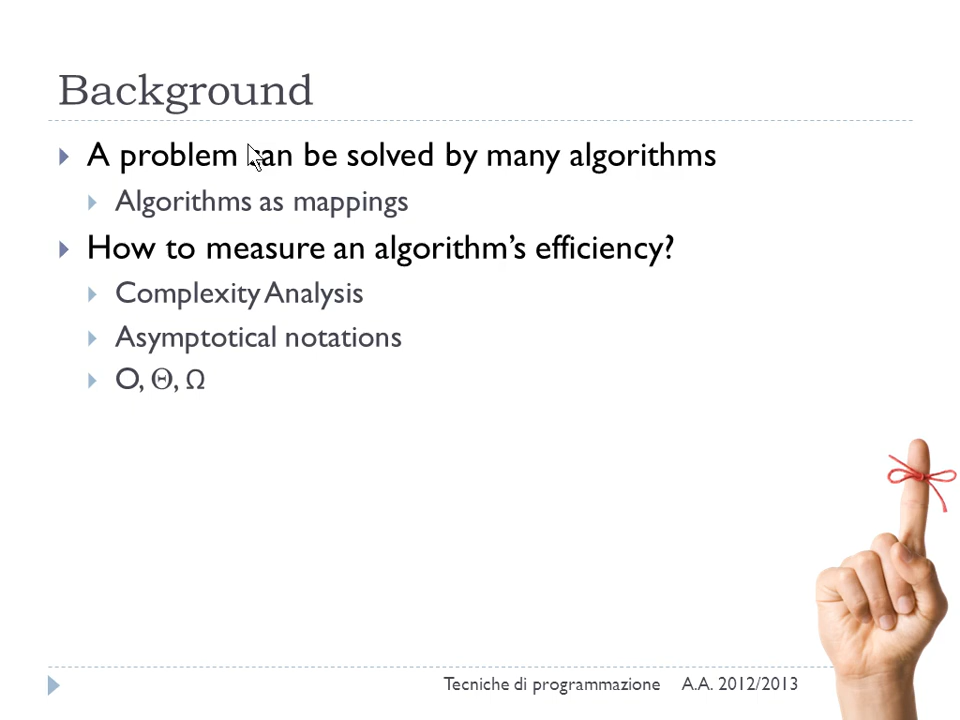 Background
A problem can be solved by many algorithms
Algorithms as mappings
How to measure an algorithm’s efficiency?
Complexity Analysis
Asymptotical notations
O, Θ, Ω
Tecniche di programmazione A.A. 2012/2013